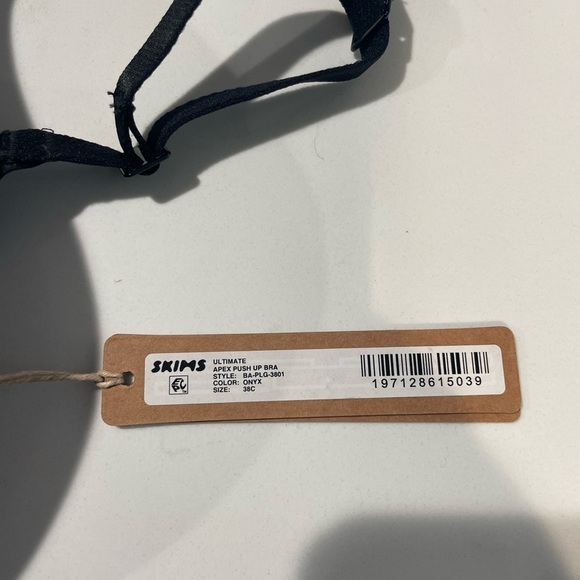 SKIMS
ULTIMATE
APEX PUSH UP BRA
STYLE: BA-PLG-3801
COLOR: ONYX
SIZE: 38C
197128615039